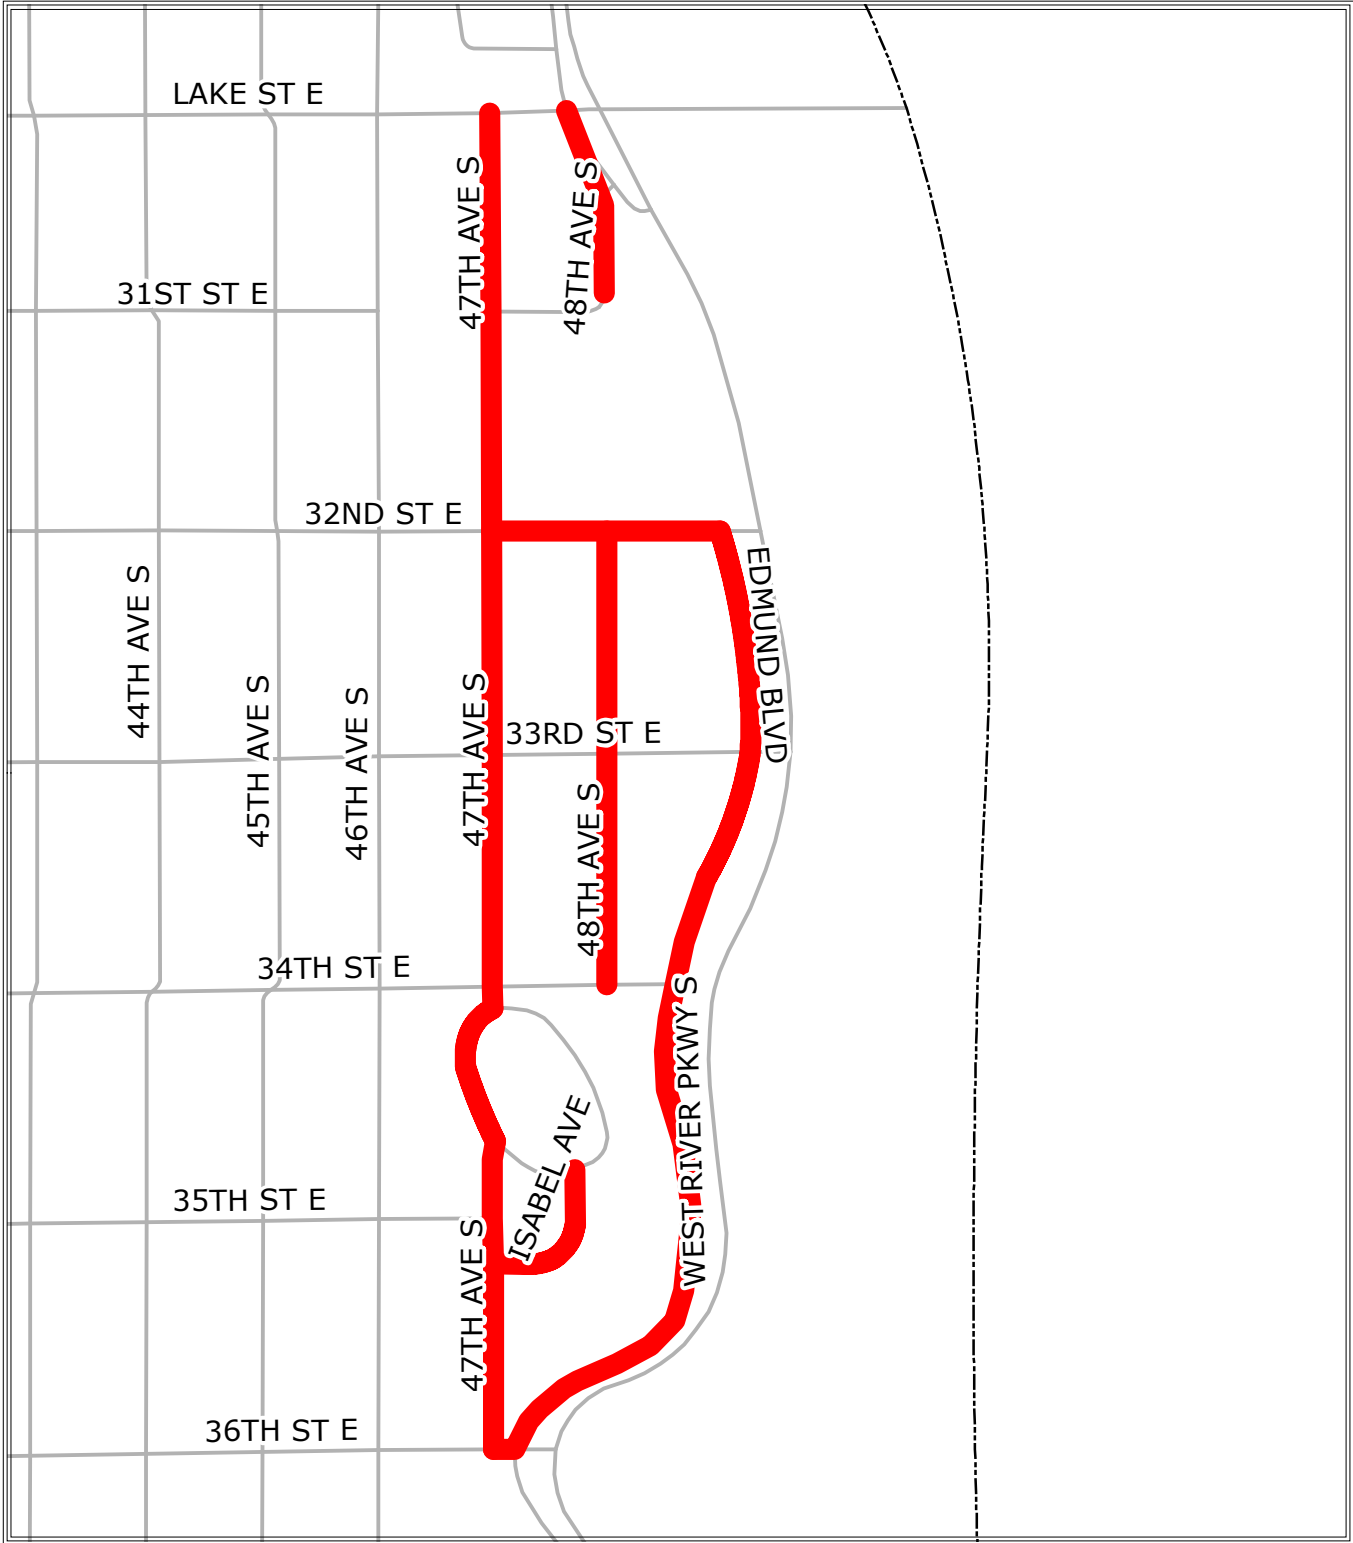 LAKE ST E
47TH AVE S
48TH AVE S
31ST ST E
32ND ST E
EDMUND BLVD
44TH AVE S
45TH AVE S
46TH AVE S
47TH AVE S
33RD ST E
48TH AVE S
34TH ST E
WEST RIVER PKWY S
ISABEL AVE
35TH ST E
47TH AVE S
36TH ST E